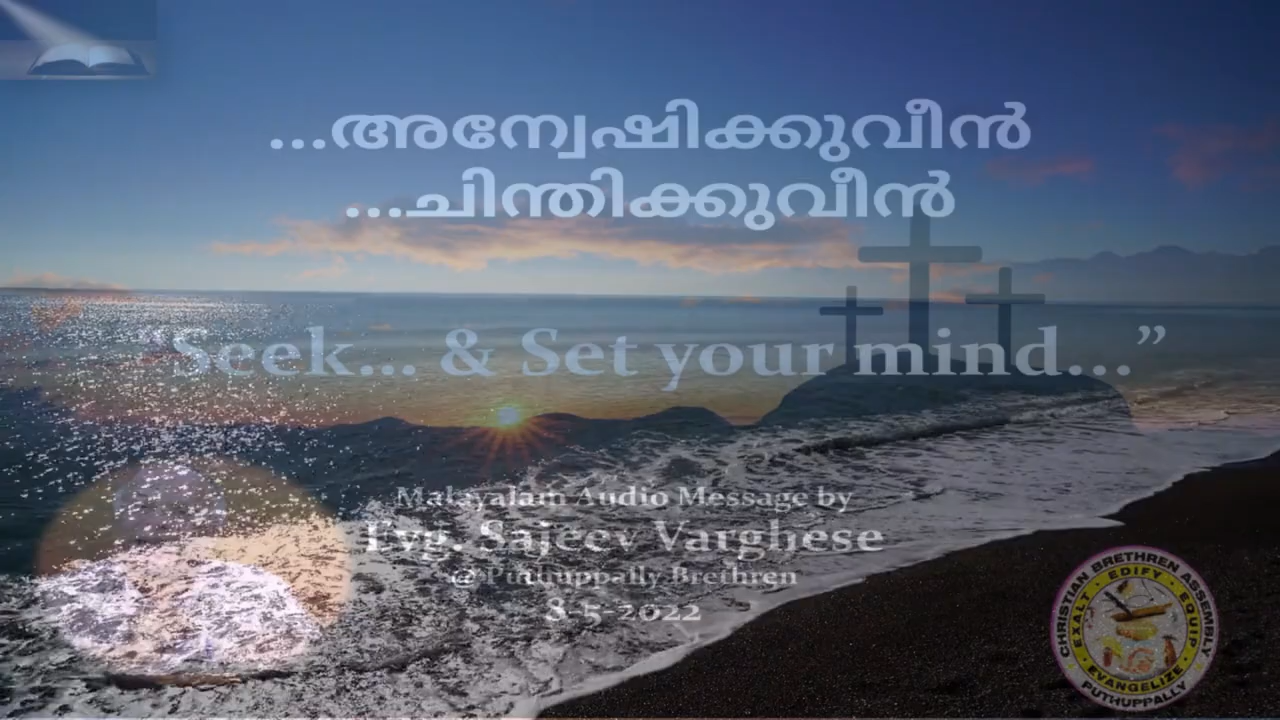 ...അന്വേഷിക്കുവീൻ
...ചിന്തിക്കുവീൻ
“Seek... & Set your mind...”
Malayalam Audio Message by
Evg. Sajeev Varghese
@ Puthuppally Brethren
8-5-2022
CHRISTIAN BRETHREN ASSEMBLY
EXALT · EDIFY · EQUIP
EVANGELIZE
PUTHUPPALLY